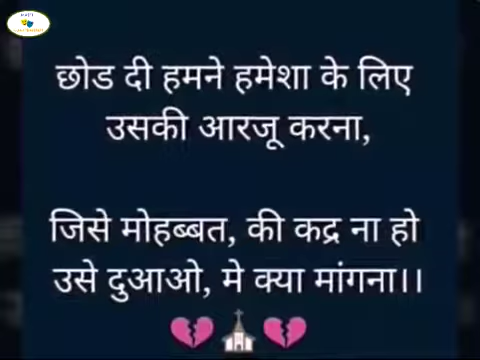 छोड दी हमने हमेशा के लिए
उसकी आरजू करना,
जिसे मोहब्बत, की कद्र ना हो
उसे दुआओ, मे क्या मांगना।।